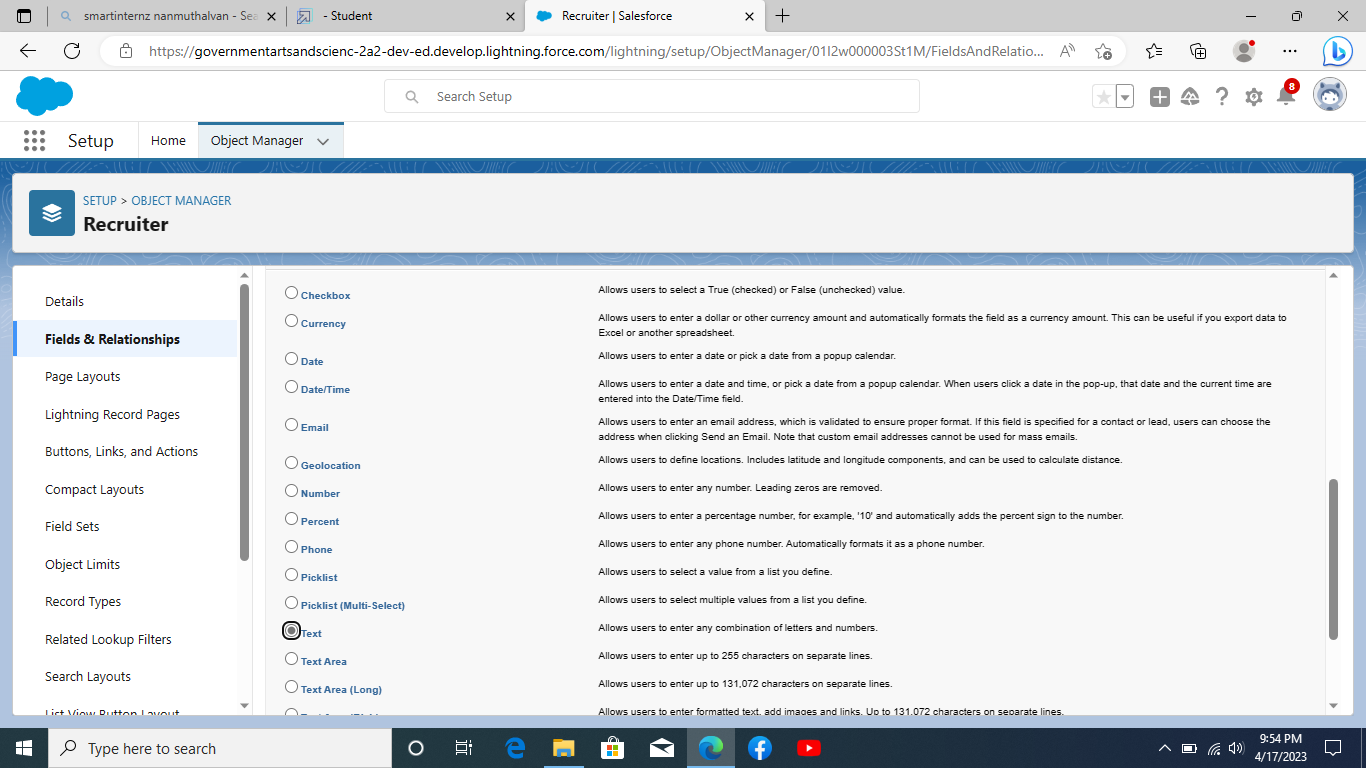 smartinternz nanmuthalvan - Sea
- Student
Recruiter | Salesforce
https://governmentartsandscienc-2a2-dev-ed.develop.lightning.force.com/lightning/setup/ObjectManager/01I2w000003St1M/FieldsAndRelatio...
Search Setup
8
Setup
Home
Object Manager
SETUP > OBJECT MANAGER
Recruiter
Details
Fields & Relationships
Page Layouts
Lightning Record Pages
Buttons, Links, and Actions
Compact Layouts
Field Sets
Object Limits
Record Types
Related Lookup Filters
Search Layouts
List View Button Layout
Checkbox
Allows users to select a True (checked) or False (unchecked) value.
Currency
Allows users to enter a dollar or other currency amount and automatically formats the field as a currency amount. This can be useful if you export data to
Excel or another spreadsheet.
Date
Allows users to enter a date or pick a date from a popup calendar.
Date/Time
Allows users to enter a date and time, or pick a date from a popup calendar. When users click a date in the pop-up, that date and the current time are
entered into the Date/Time field.
Email
Allows users to enter an email address, which is validated to ensure proper format. If this field is specified for a contact or lead, users can choose the
address when clicking Send an Email. Note that custom email addresses cannot be used for mass emails.
Geolocation
Allows users to define locations. Includes latitude and longitude components, and can be used to calculate distance.
Number
Allows users to enter any number. Leading zeros are removed.
Percent
Allows users to enter a percentage number, for example, '10' and automatically adds the percent sign to the number.
Phone
Allows users to enter any phone number. Automatically formats it as a phone number.
Picklist
Allows users to select a value from a list you define.
Picklist (Multi-Select)
Allows users to select multiple values from a list you define.
Text
Allows users to enter any combination of letters and numbers.
Text Area
Allows users to enter up to 255 characters on separate lines.
Text Area (Long)
Allows users to enter up to 131,072 characters on separate lines.
Allows users to enter formatted text, add images and links. Up to 131,072 characters on separate lines.
Type here to search
9:54 PM
4/17/2023